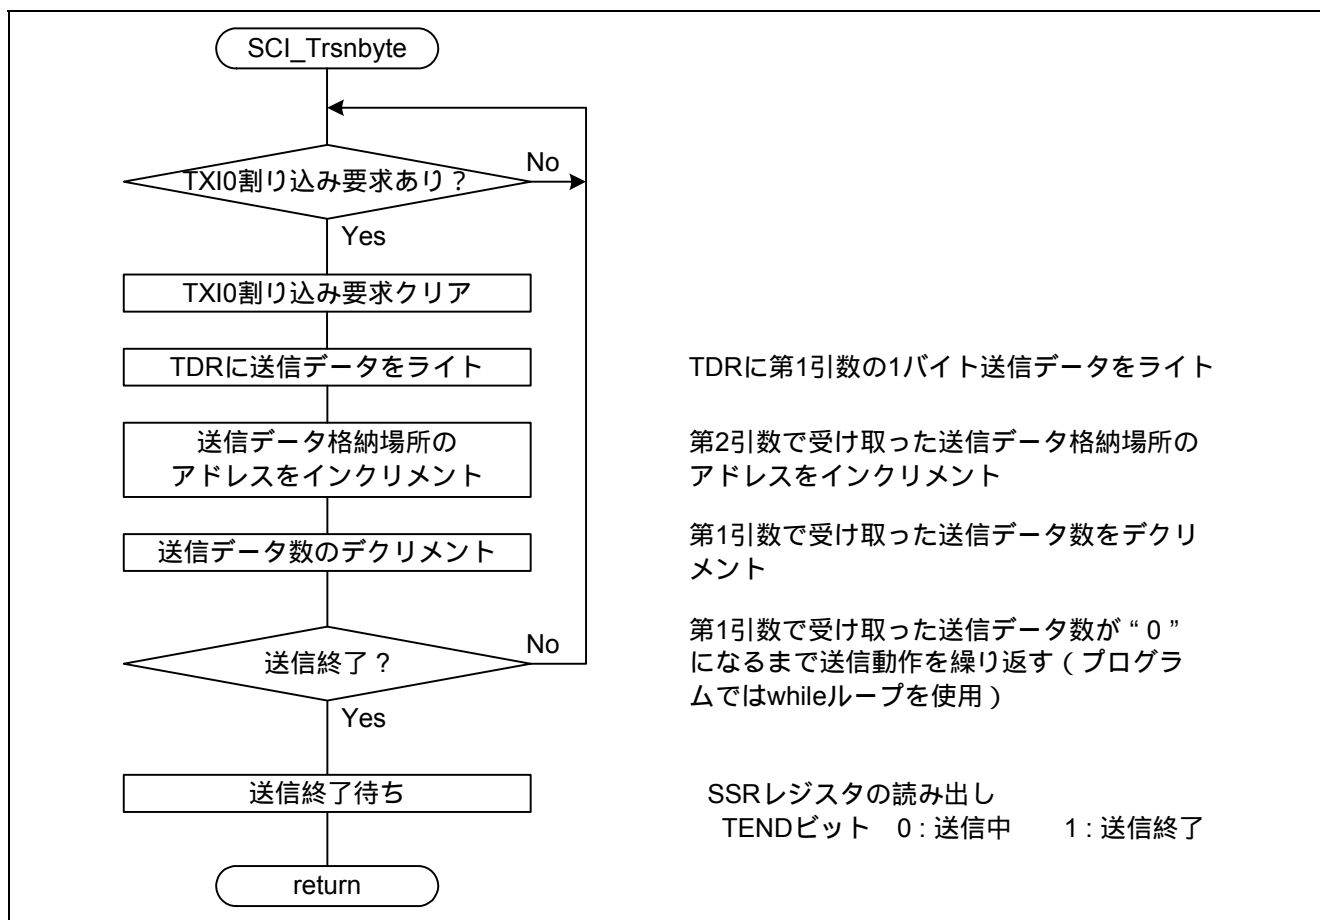 SCI_Trsnbyte
TXI0割り込み要求あり？
No
Yes
TXI0割り込み要求クリア
TDRに送信データをライト
TDRに第1引数の1バイト送信データをライト
送信データ格納場所の
アドレスをインクリメント
第2引数で受け取った送信データ格納場所の
アドレスをインクリメント
送信データ数のデクリメント
第1引数で受け取った送信データ数をデクリ
メント
送信終了？
No
Yes
第1引数で受け取った送信データ数が“0”
になるまで送信動作を繰り返す（プログラ
ムではwhileループを使用）
送信終了待ち
SSRレジスタの読み出し
TENDビット　0 : 送信中　　1 : 送信終了
return